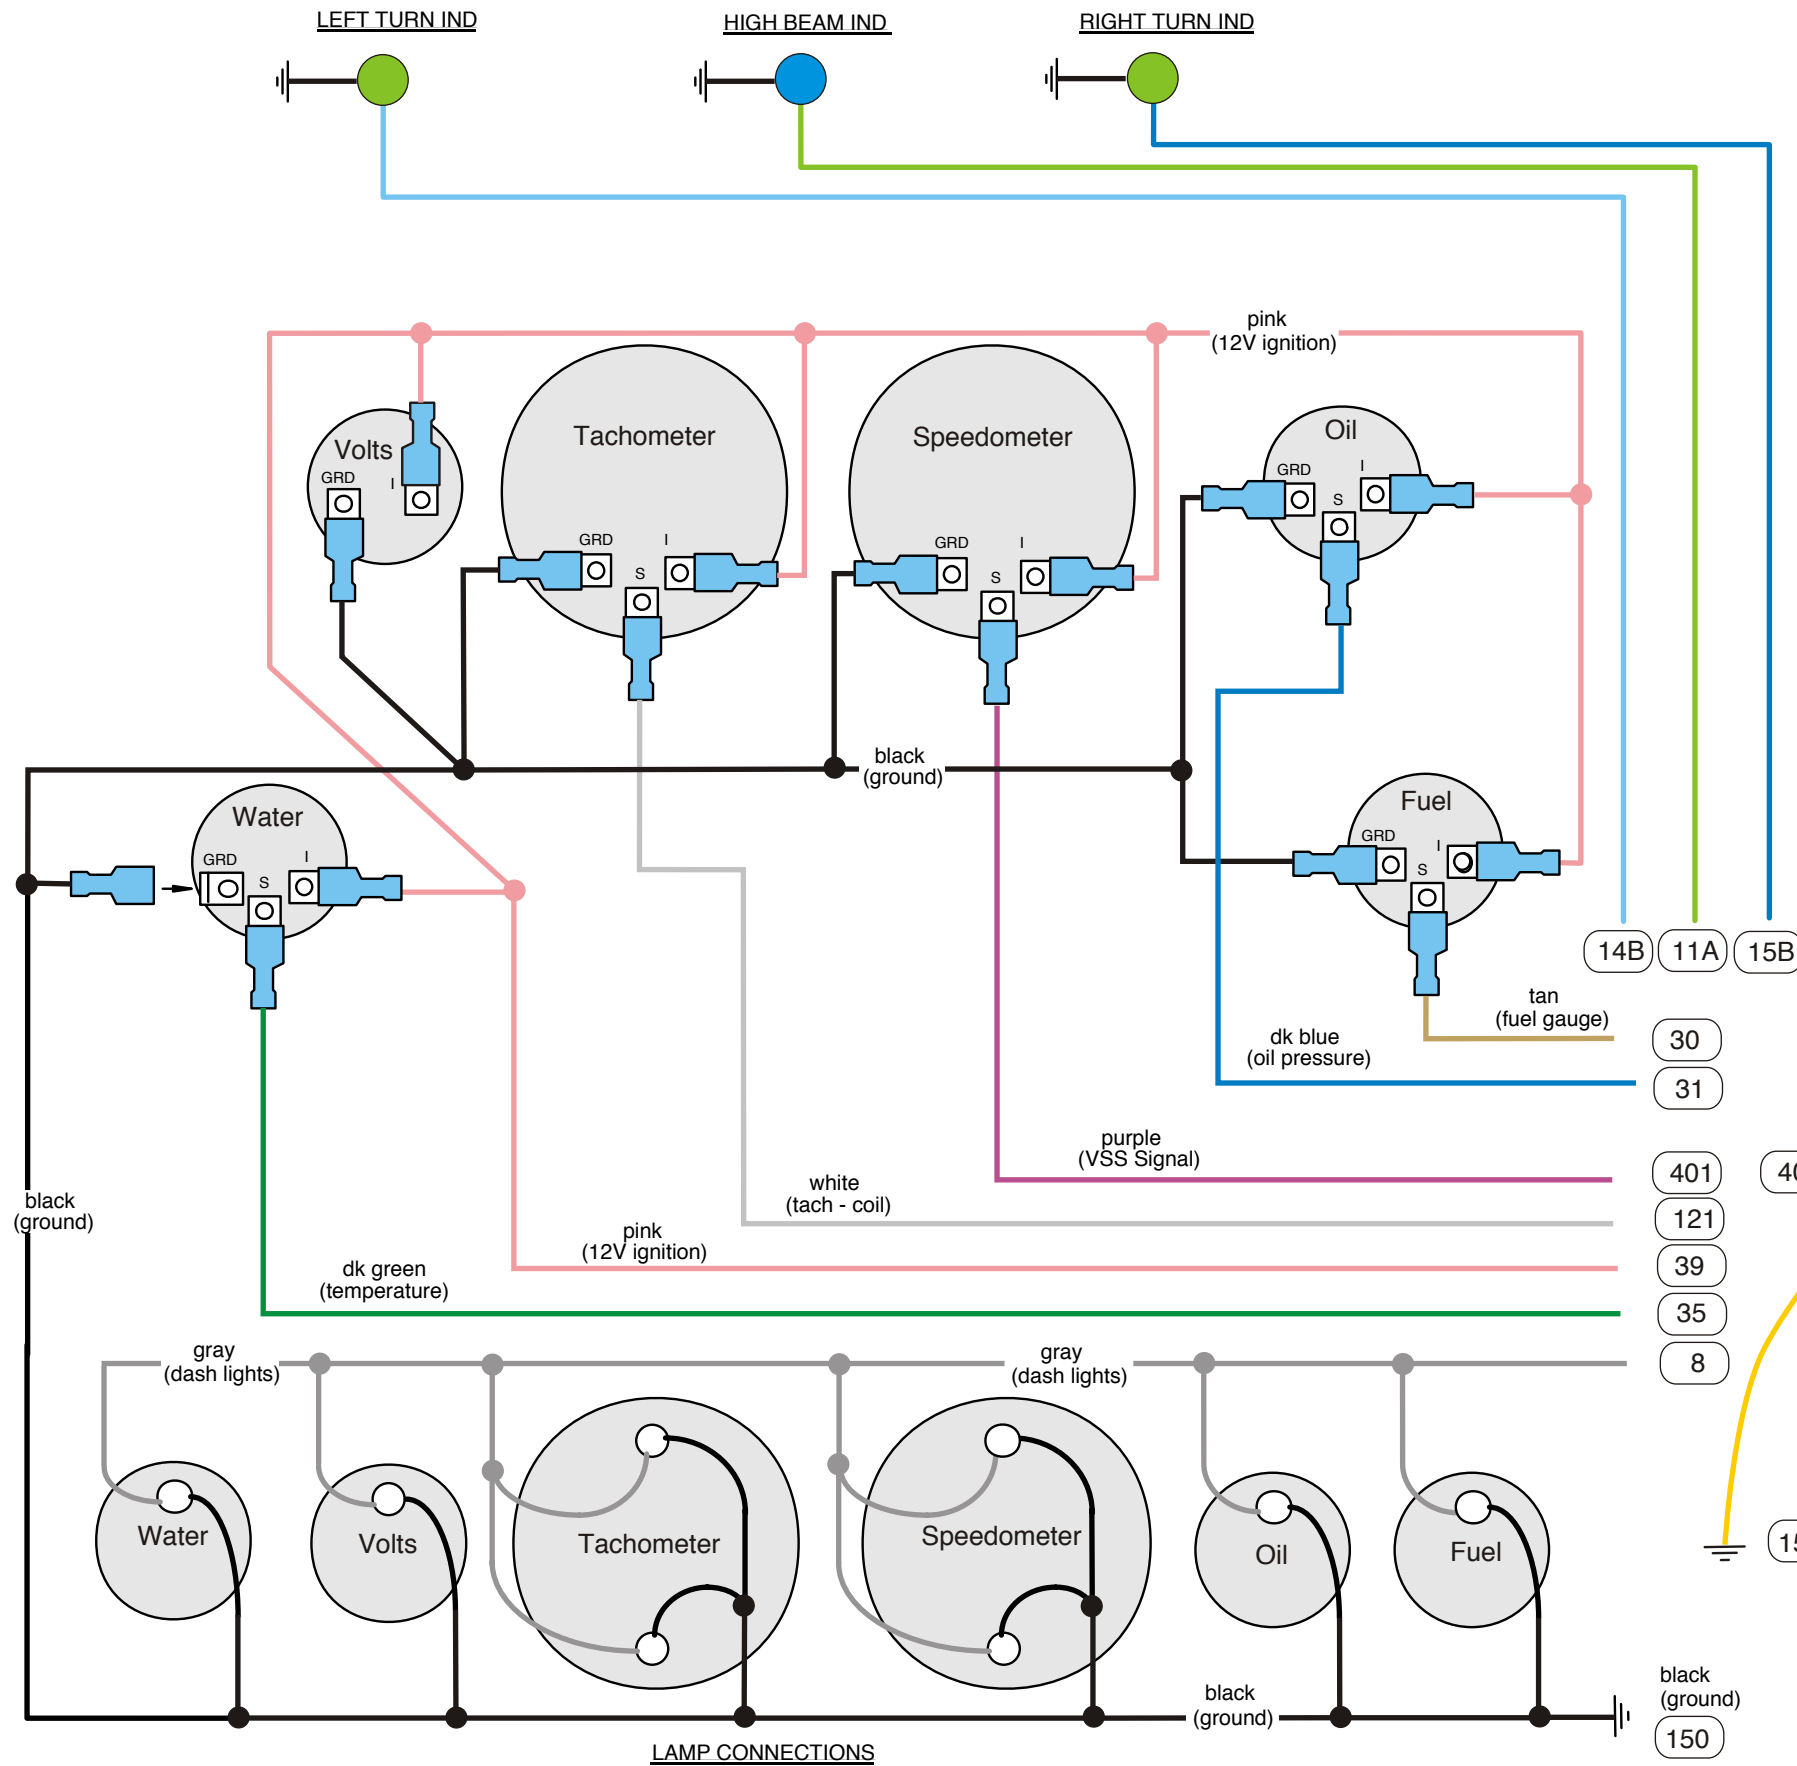 LEFT TURN IND
HIGH BEAM IND
RIGHT TURN IND
pink
(12V ignition)
Volts
GRD
I
Tachometer
GRD
I
S
Speedometer
GRD
I
S
Oil
GRD
I
S
black
(ground)
Water
GRD
I
S
Fuel
GRD
I
S
14B
11A
15B
tan
(fuel gauge)
30
dk blue
(oil pressure)
31
purple
(VSS Signal)
401
40
white
(tach - coil)
121
black
(ground)
pink
(12V ignition)
39
dk green
(temperature)
35
gray
(dash lights)
gray
(dash lights)
8
Water
Volts
Tachometer
Speedometer
Oil
Fuel
15
black
(ground)
black
(ground)
150
LAMP CONNECTIONS